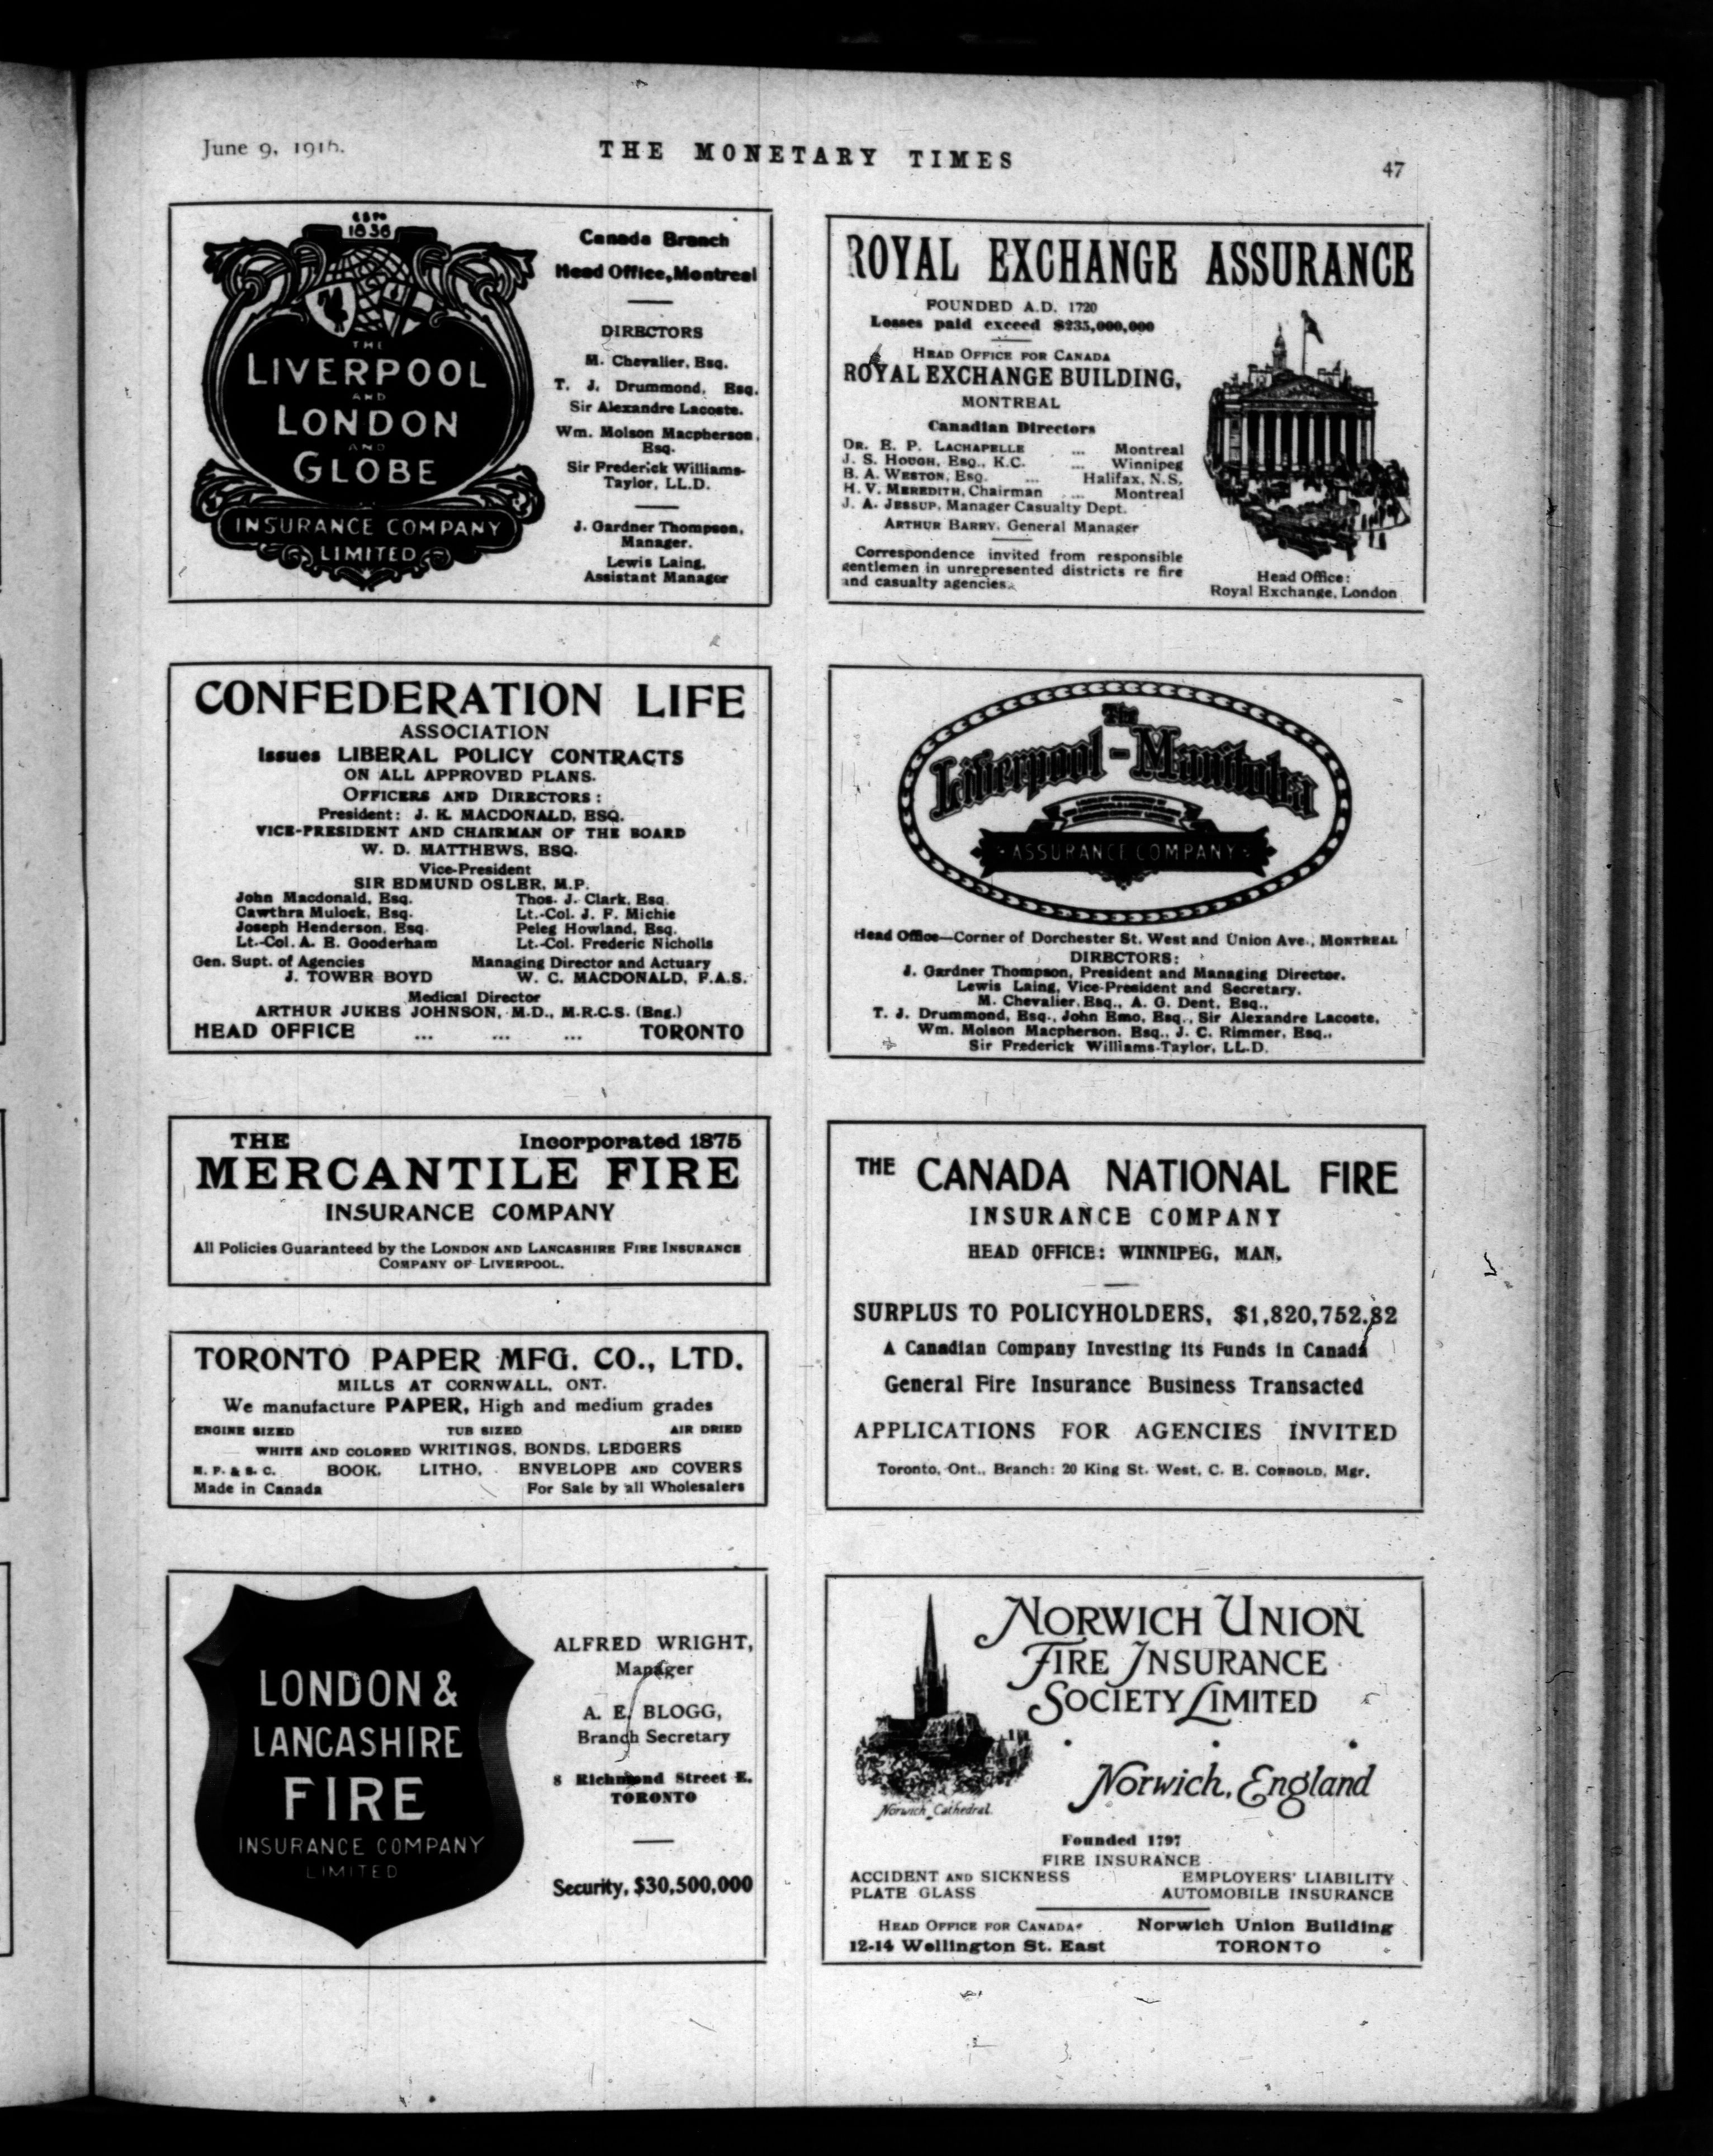 June 9, 1916.
THE MONETARY TIMES
47
ESTD
1836
THE
LIVERPOOL
AND
LONDON
AND
GLOBE
INSURANCE COMPANY
LIMITED
Canada Branch
Head Office, Montreal
DIRECTORS
M. Chevalier, Esq.
T. J. Drummond, Esq.
Sir Alexandre Lacoste.
Wm. Molson Macpherson,
Esq.
Sir Frederick Williams-
Taylor, LL.D.
J. Gardner Thompson,
Manager.
Lewis Laing,
Assistant Manager
ROYAL EXCHANGE ASSURANCE
FOUNDED A.D. 1720
Losses paid exceed $235,000,000
HEAD OFFICE FOR CANADA
ROYAL EXCHANGE BUILDING,
MONTREAL
Canadian Directors
DR. E. P. LACHAPELLE ... Montreal
J. S. HOUGH, ESQ., K.C. ... Winnipeg
B. A. WESTON, ESQ. ... Halifax, N.S.
H. V. MEREDITH, Chairman ... Montreal
J. A. JESSUP, Manager Casualty Dept.
ARTHUR BARRY, General Manager
Correspondence invited from responsible
gentlemen in unrepresented districts re fire
and casualty agencies.
Head Office:
Royal Exchange, London
CONFEDERATION LIFE
ASSOCIATION
Issues LIBERAL POLICY CONTRACTS
ON ALL APPROVED PLANS.
OFFICERS AND DIRECTORS:
President: J. K. MACDONALD, ESQ.
VICE-PRESIDENT AND CHAIRMAN OF THE BOARD
W. D. MATTHEWS, ESQ.
Vice-President
SIR EDMUND OSLER, M.P.
John Macdonald, Esq. Thos. J. Clark, Esq.
Cawthra Mulock, Esq. Lt.-Col. J. F. Michie
Joseph Henderson, Esq. Peleg Howland, Esq.
Lt.-Col. A. E. Gooderham Lt.-Col. Frederic Nicholls
Gen. Supt. of Agencies Managing Director and Actuary
J. TOWER BOYD W. C. MACDONALD, F.A.S.
Medical Director
ARTHUR JUKES JOHNSON, M.D., M.R.C.S. (Eng.)
HEAD OFFICE ... ... ... TORONTO
The
Liverpool-Manitoba
ASSURANCE COMPANY
Head Office—Corner of Dorchester St. West and Union Ave., MONTREAL
DIRECTORS:
J. Gardner Thompson, President and Managing Director.
Lewis Laing, Vice-President and Secretary.
M. Chevalier, Esq., A. G. Dent, Esq.,
T. J. Drummond, Esq., John Emo, Esq., Sir Alexandre Lacoste,
Wm. Molson Macpherson, Esq., J. C. Rimmer, Esq.,
Sir Frederick Williams-Taylor, LL.D.
THE Incorporated 1875
MERCANTILE FIRE
INSURANCE COMPANY
All Policies Guaranteed by the LONDON AND LANCASHIRE FIRE INSURANCE
COMPANY OF LIVERPOOL.
THE CANADA NATIONAL FIRE
INSURANCE COMPANY
HEAD OFFICE: WINNIPEG, MAN.
SURPLUS TO POLICYHOLDERS, $1,820,752.82
A Canadian Company Investing its Funds in Canada
General Fire Insurance Business Transacted
APPLICATIONS FOR AGENCIES INVITED
Toronto, Ont., Branch: 20 King St. West, C. E. CORBOLD, Mgr.
TORONTO PAPER MFG. CO., LTD.
MILLS AT CORNWALL, ONT.
We manufacture PAPER, High and medium grades
ENGINE SIZED TUB SIZED AIR DRIED
WHITE AND COLORED WRITINGS, BONDS, LEDGERS
M. F. & S. C. BOOK, LITHO, ENVELOPE AND COVERS
Made in Canada For Sale by all Wholesalers
LONDON &
LANCASHIRE
FIRE
INSURANCE COMPANY
LIMITED
ALFRED WRIGHT,
Manager
A. E. BLOGG,
Branch Secretary
8 Richmond Street E.
TORONTO
Security, $30,500,000
NORWICH UNION
FIRE INSURANCE
SOCIETY LIMITED
Norwich, England
Norwich Cathedral.
Founded 1797
FIRE INSURANCE
ACCIDENT AND SICKNESS EMPLOYERS' LIABILITY
PLATE GLASS AUTOMOBILE INSURANCE
HEAD OFFICE FOR CANADA Norwich Union Building
12-14 Wellington St. East TORONTO